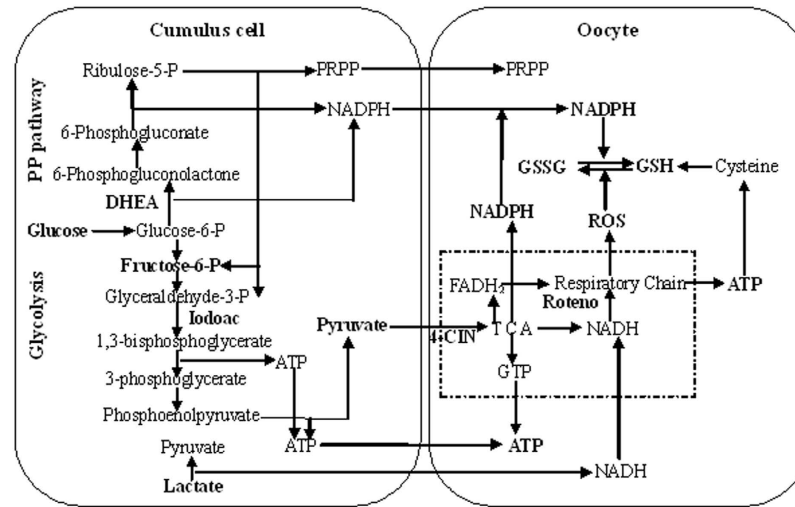 Cumulus cell
Oocyte
PP pathway
Glycolysis
Ribulose-5-P
PRPP
PRPP
NADPH
NADPH
6-Phosphogluconate
6-Phosphogluconolactone
GSSG
GSH
Cysteine
DHEA
NADPH
ROS
Glucose
Glucose-6-P
Fructose-6-P
FADH2
Respiratory Chain
ATP
Glyceraldehyde-3-P
Roteno
Iodoac
Pyruvate
4-CIN
TCA
NADH
1,3-bisphosphoglycerate
ATP
3-phosphoglycerate
GTP
Phosphoenolpyruvate
Pyruvate
ATP
ATP
Lactate
NADH